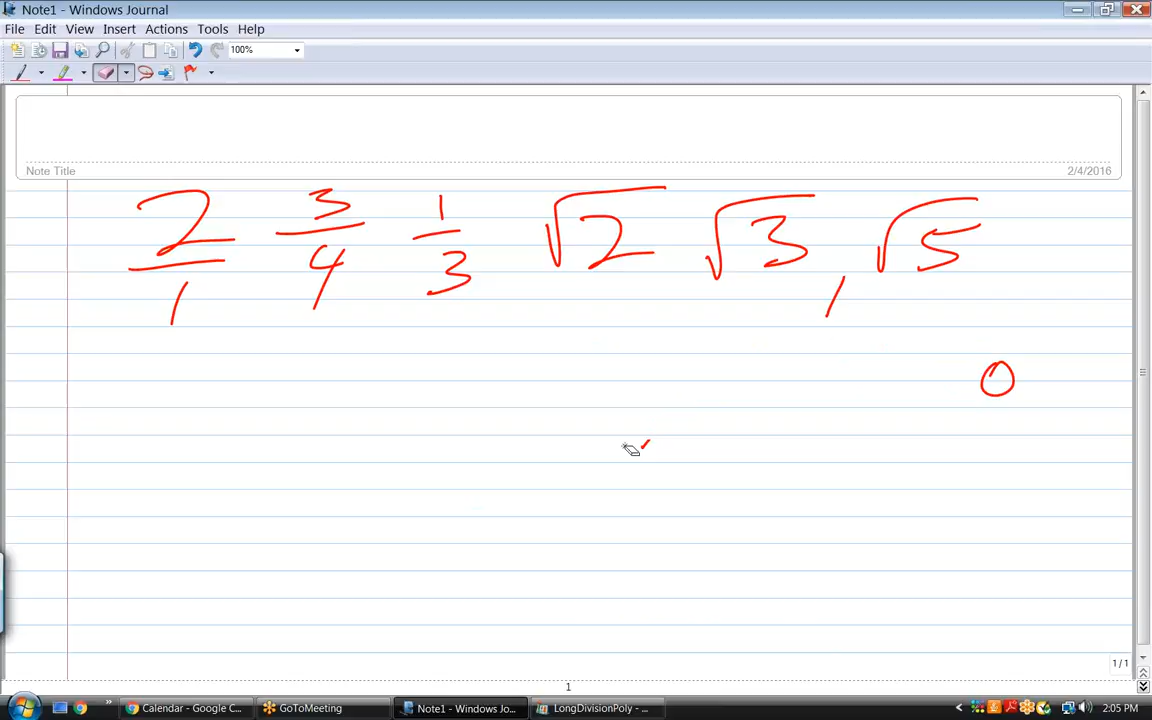 Note1 - Windows Journal
File Edit View Insert Actions Tools Help
100%
Note Title
2/4/2016
2/1 3/4 1/3 √2 √3, √5
0
1/1
1
Calendar - Google C... GoToMeeting Note1 - Windows Jo... LongDivisionPoly - ... 2:05 PM